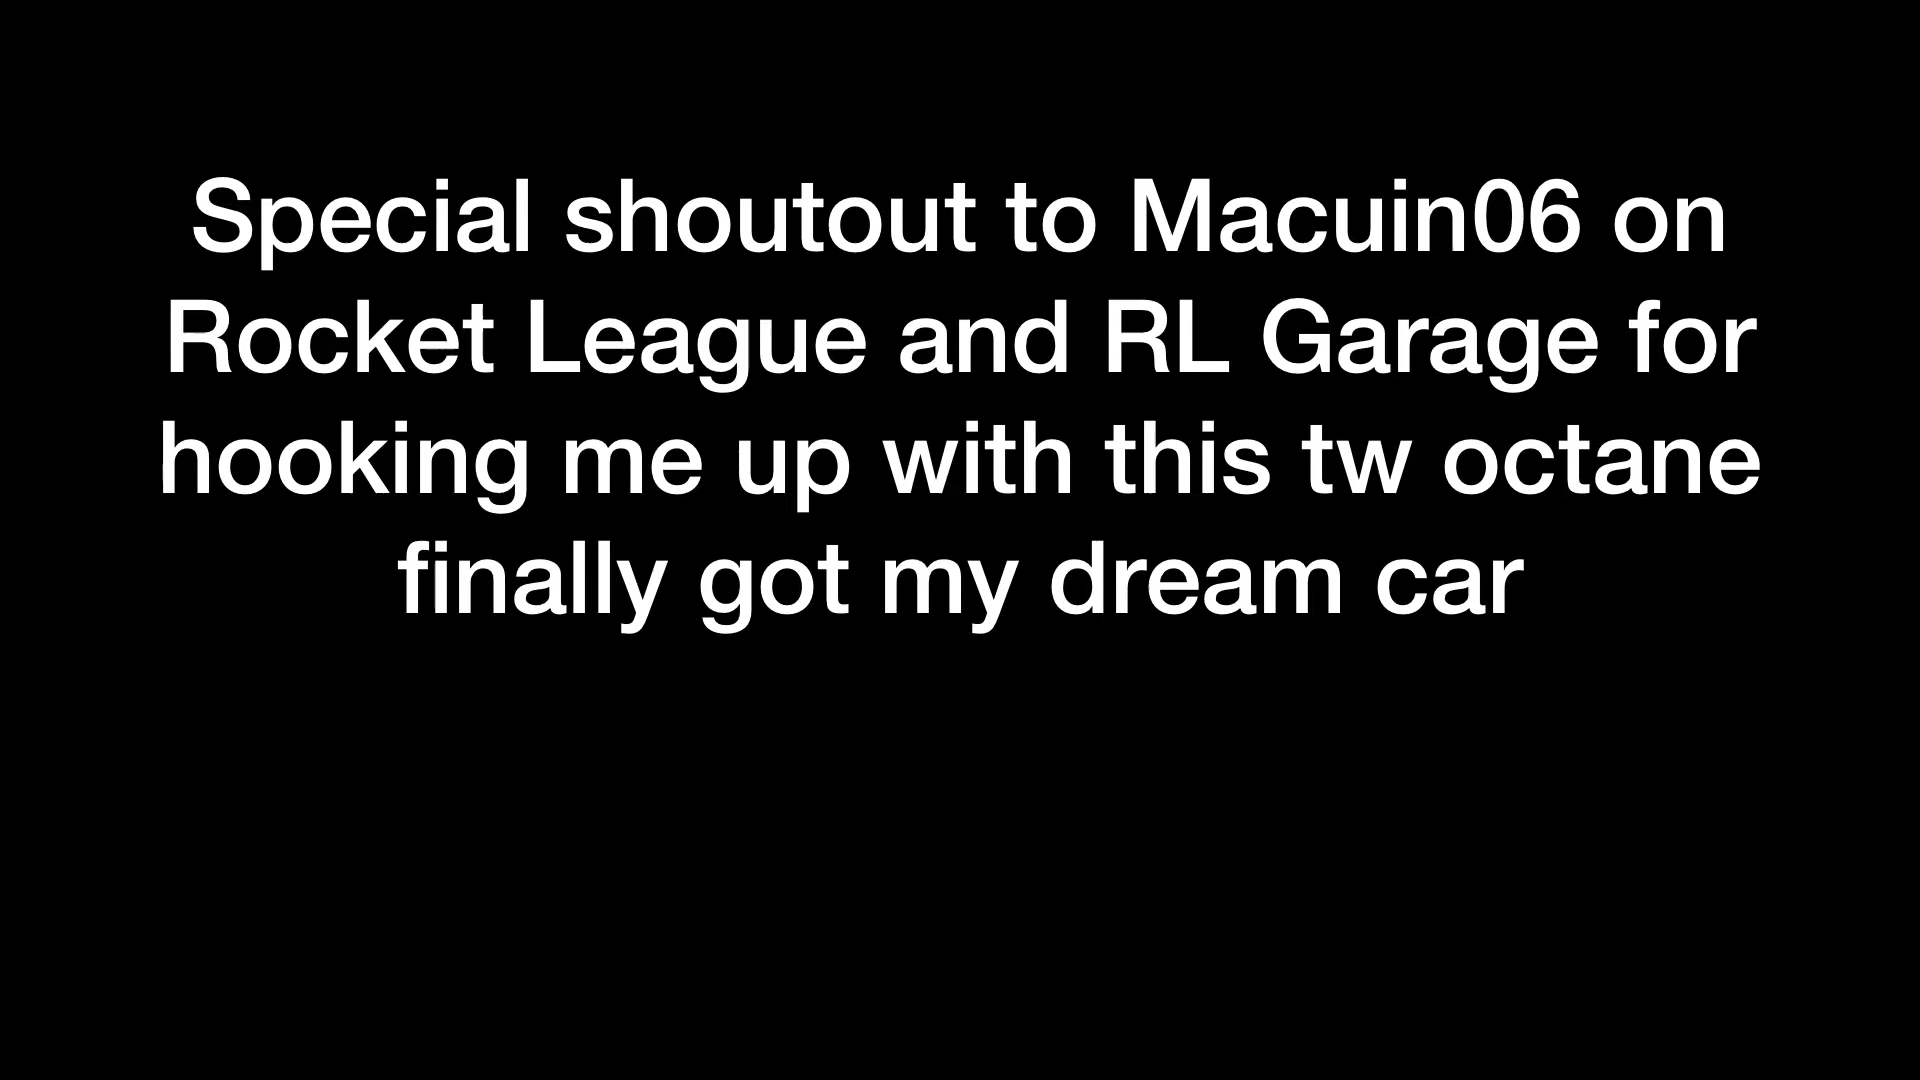 Special shoutout to Macuin06 on
Rocket League and RL Garage for
hooking me up with this tw octane
finally got my dream car